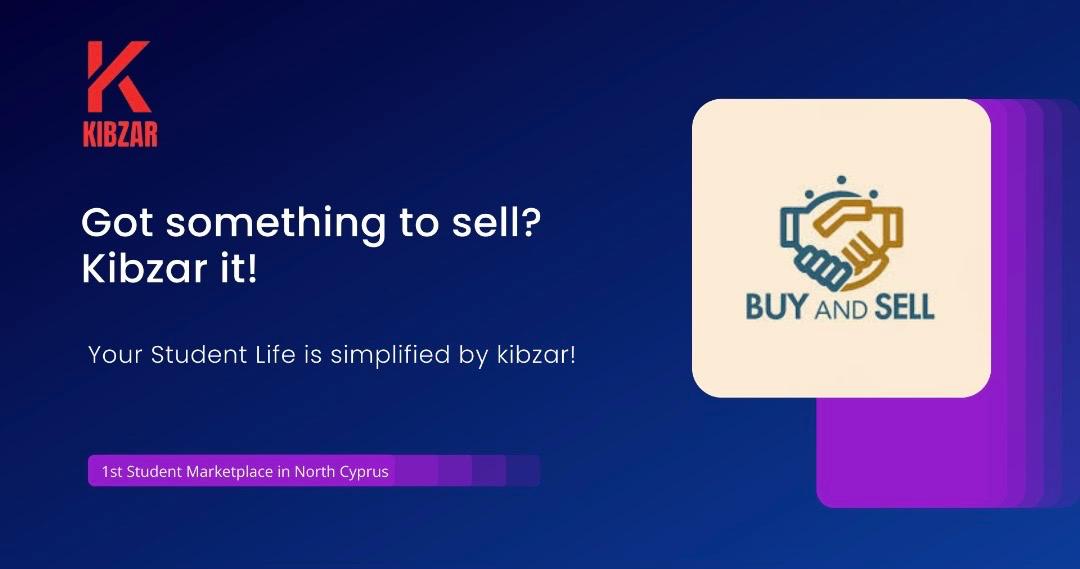 KIBZAR
Got something to sell?
Kibzar it!
Your Student Life is simplified by kibzar!
1st Student Marketplace in North Cyprus
BUY AND SELL